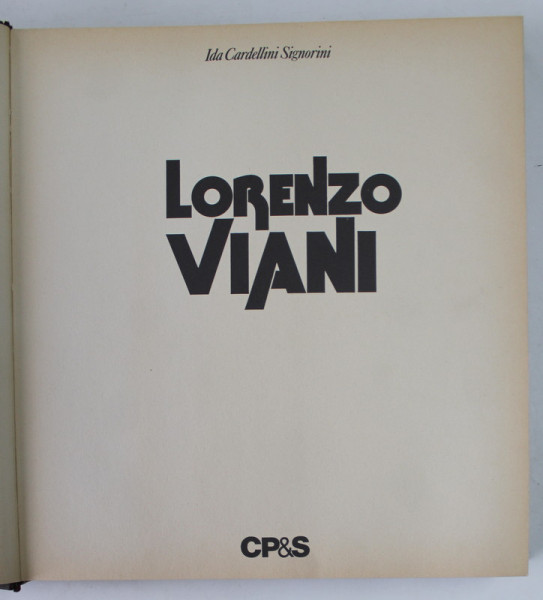 Ida Cardellini Signorini
LORENZO
VIANI
CP&S